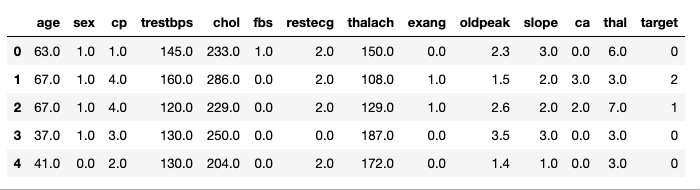 age sex cp trestbps chol fbs restecg thalach exang oldpeak slope ca thal target
0 63.0 1.0 1.0 145.0 233.0 1.0 2.0 150.0 0.0 2.3 3.0 0.0 6.0 0
1 67.0 1.0 4.0 160.0 286.0 0.0 2.0 108.0 1.0 1.5 2.0 3.0 3.0 2
2 67.0 1.0 4.0 120.0 229.0 0.0 2.0 129.0 1.0 2.6 2.0 2.0 7.0 1
3 37.0 1.0 3.0 130.0 250.0 0.0 0.0 187.0 0.0 3.5 3.0 0.0 3.0 0
4 41.0 0.0 2.0 130.0 204.0 0.0 2.0 172.0 0.0 1.4 1.0 0.0 3.0 0